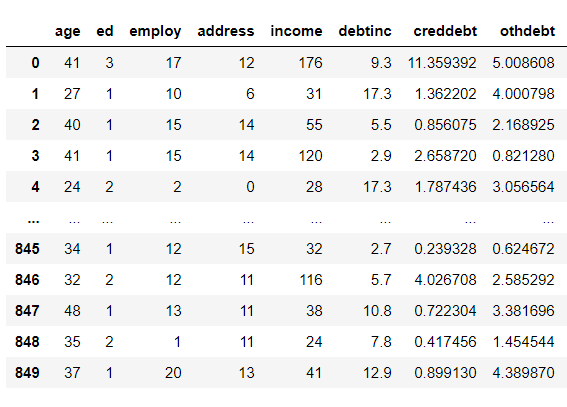 age ed employ address income debtinc creddebt othdebt
0 41 3 17 12 176 9.3 11.359392 5.008608
1 27 1 10 6 31 17.3 1.362202 4.000798
2 40 1 15 14 55 5.5 0.856075 2.168925
3 41 1 15 14 120 2.9 2.658720 0.821280
4 24 2 2 0 28 17.3 1.787436 3.056564
... ... ... ... ... ... ... ... ...
845 34 1 12 15 32 2.7 0.239328 0.624672
846 32 2 12 11 116 5.7 4.026708 2.585292
847 48 1 13 11 38 10.8 0.722304 3.381696
848 35 2 1 11 24 7.8 0.417456 1.454544
849 37 1 20 13 41 12.9 0.899130 4.389870